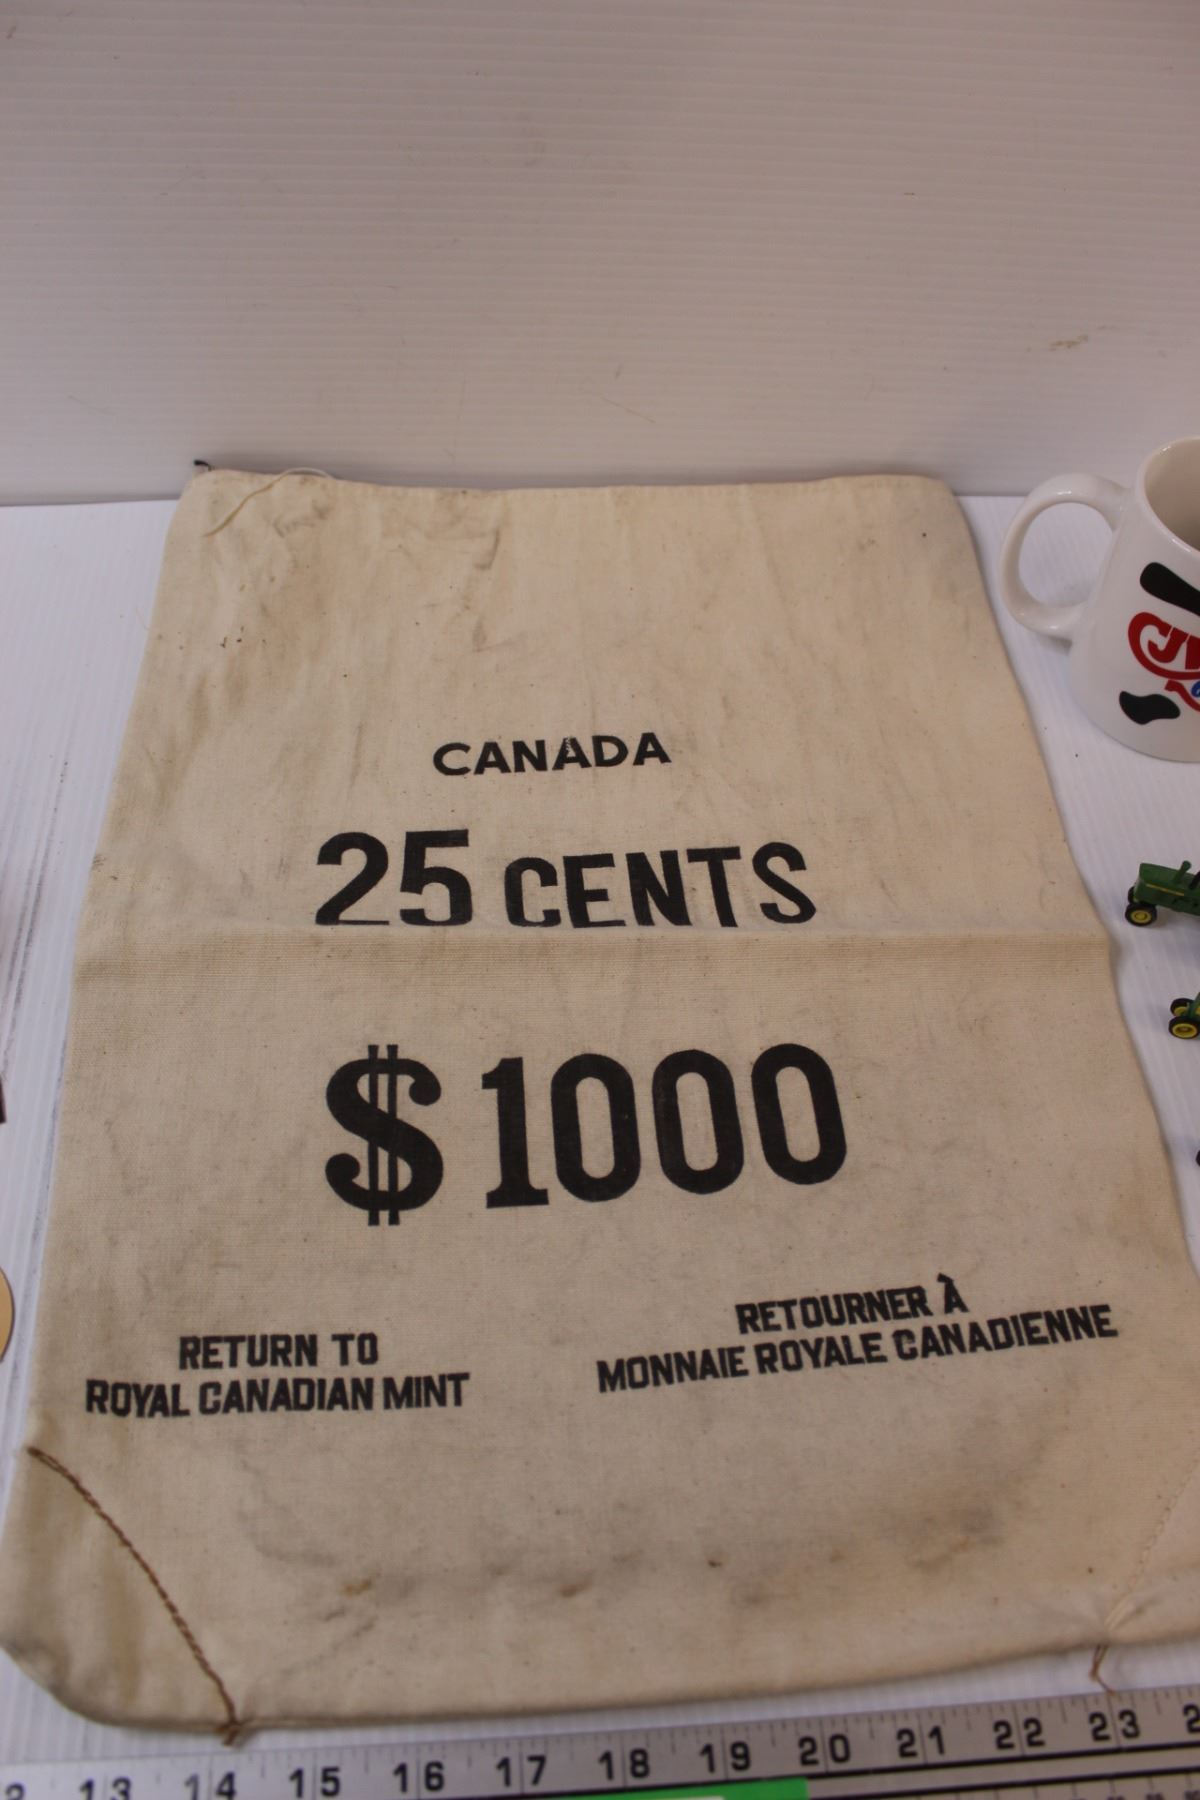 CANADA
25 CENTS
$1000
RETURN TO
ROYAL CANADIAN MINT
RETOURNER À
MONNAIE ROYALE CANADIENNE
13 14 15 16 17 18 19 20 21 22 23